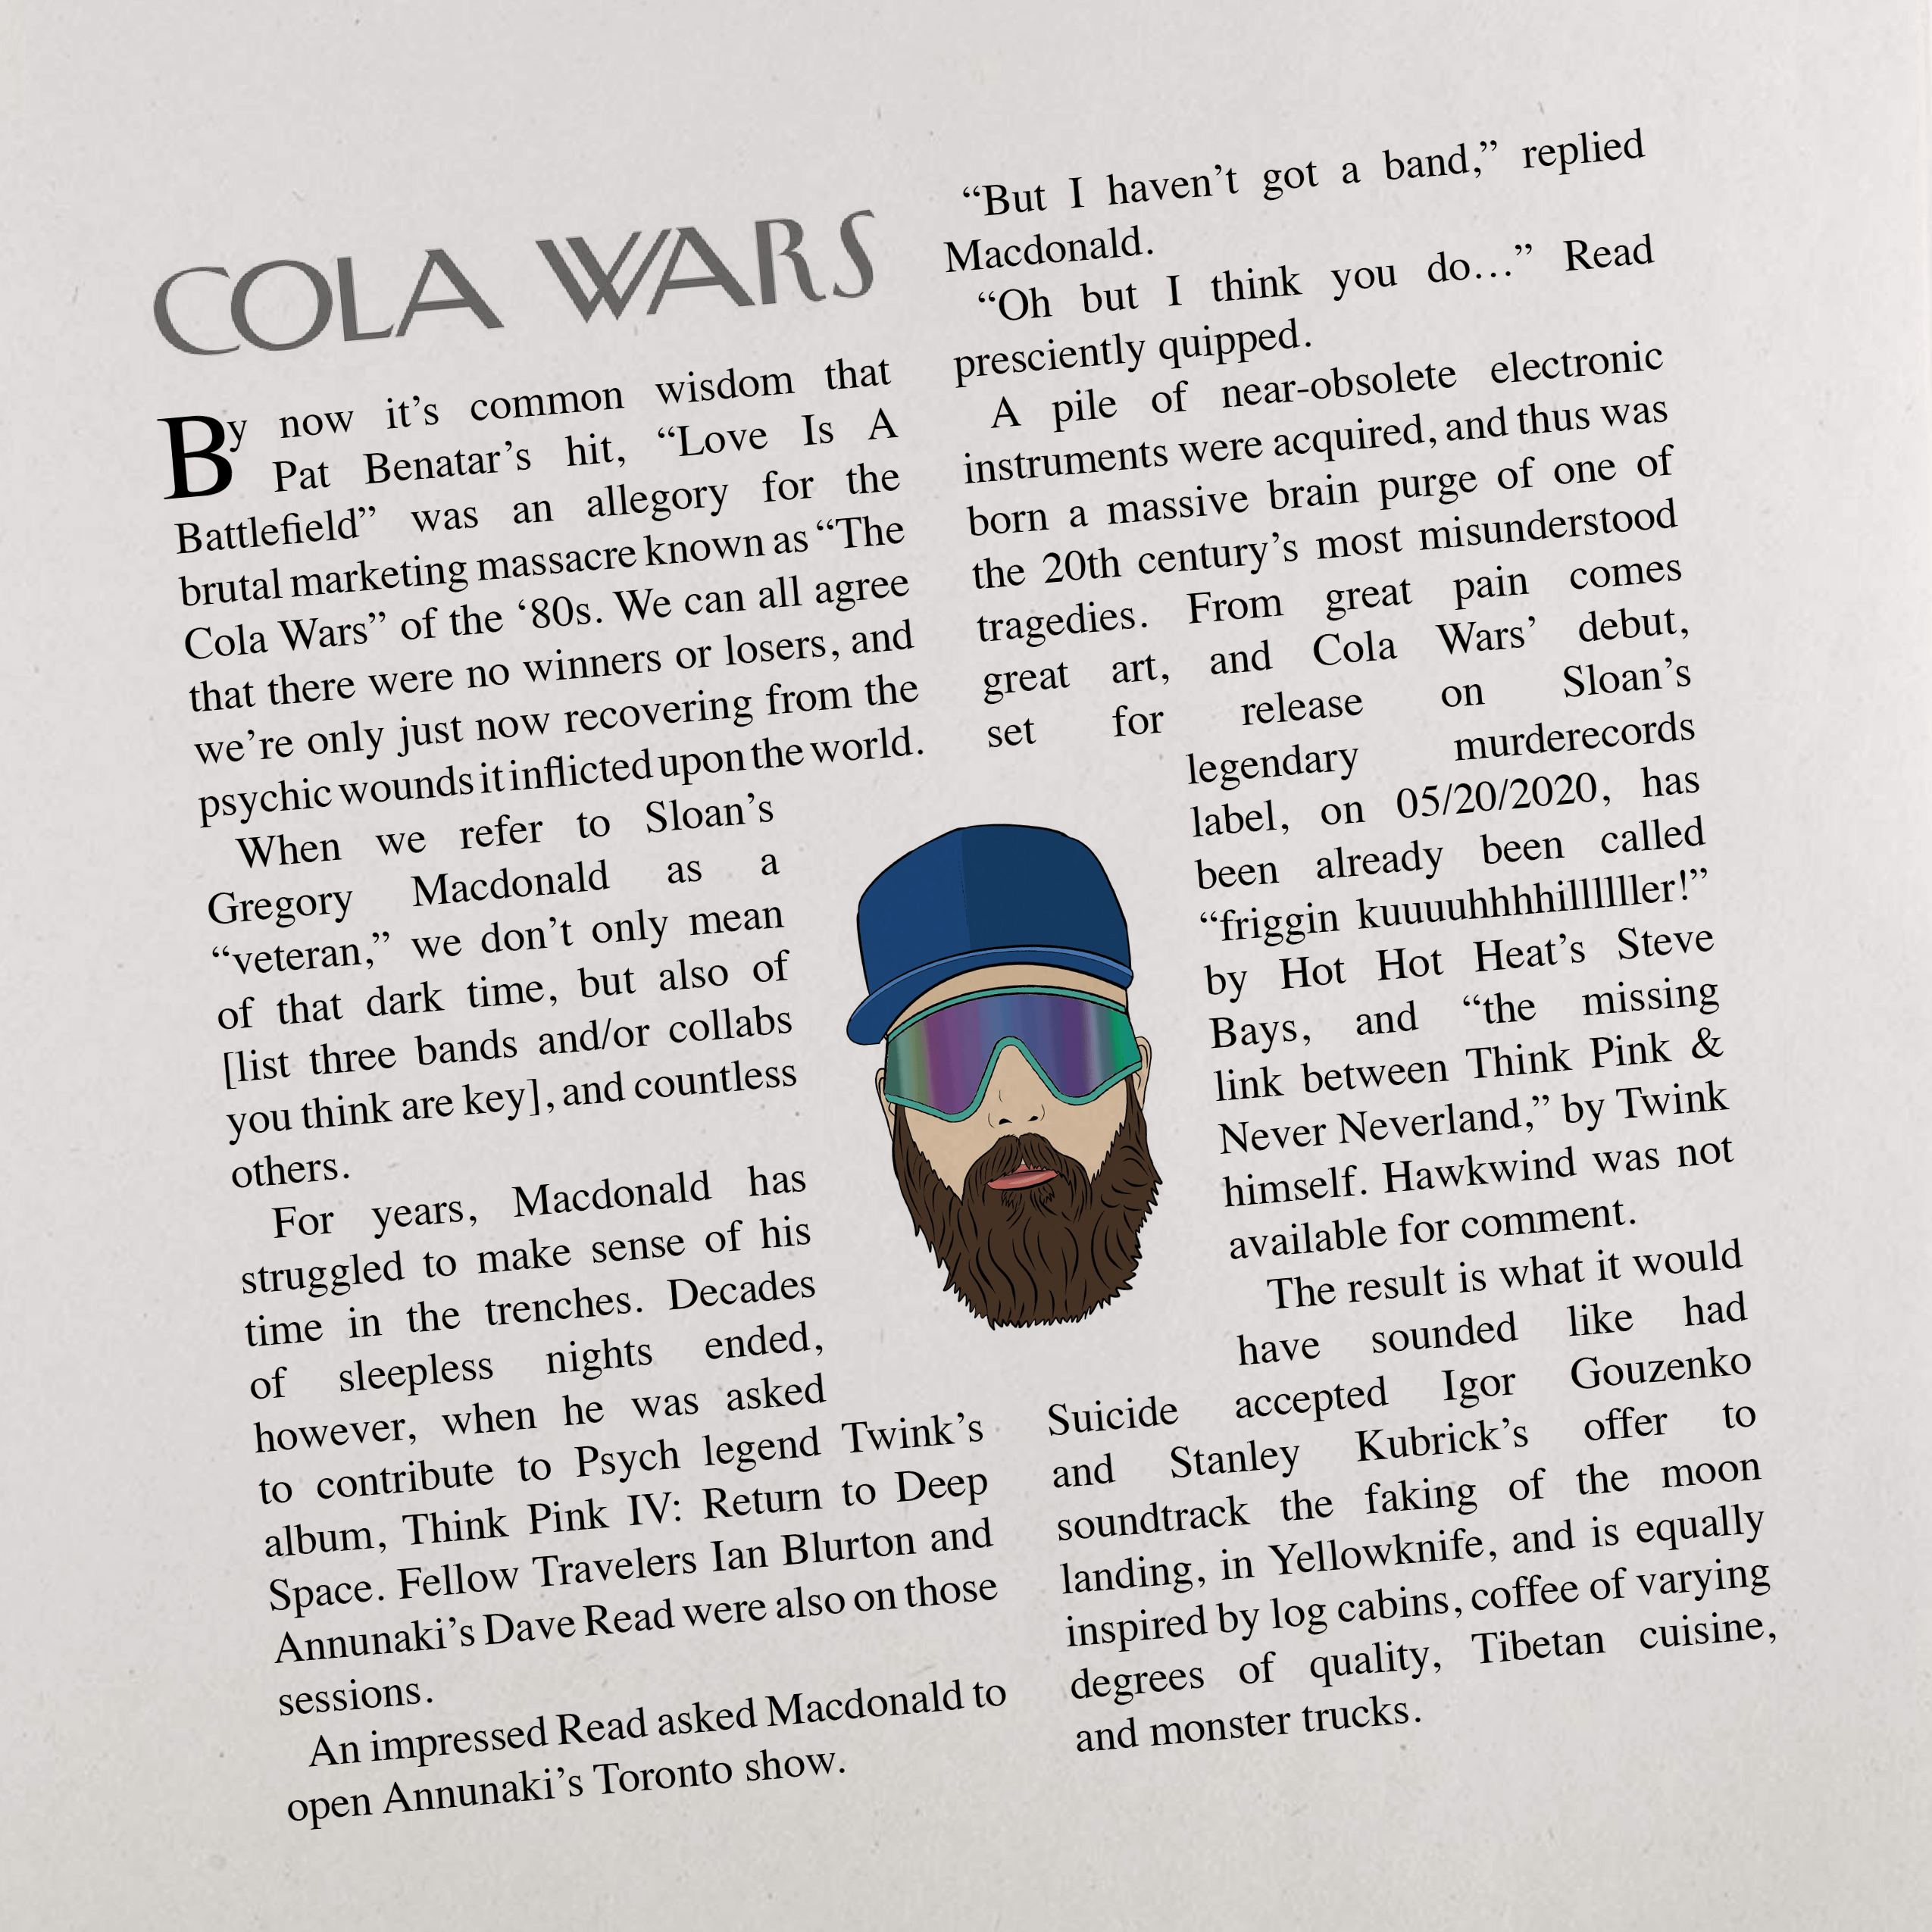 COLA WARS
By now it’s common wisdom that
Pat Benatar’s hit, “Love Is A
Battlefield” was an allegory for the
brutal marketing massacre known as “The
Cola Wars” of the ‘80s. We can all agree
that there were no winners or losers, and
we’re only just now recovering from the
psychic wounds it inflicted upon the world.
When we refer to Sloan’s
Gregory Macdonald as a
“veteran,” we don’t only mean
of that dark time, but also of
[list three bands and/or collabs
you think are key], and countless
others.
For years, Macdonald has
struggled to make sense of his
time in the trenches. Decades
of sleepless nights ended,
however, when he was asked
to contribute to Psych legend Twink’s
album, Think Pink IV: Return to Deep
Space. Fellow Travelers Ian Blurton and
Annunaki’s Dave Read were also on those
sessions.
An impressed Read asked Macdonald to
open Annunaki’s Toronto show.
“But I haven’t got a band,” replied
Macdonald.
“Oh but I think you do…” Read
presciently quipped.
A pile of near-obsolete electronic
instruments were acquired, and thus was
born a massive brain purge of one of
the 20th century’s most misunderstood
tragedies. From great pain comes
great art, and Cola Wars’ debut,
set for release on Sloan’s
legendary murderecords
label, on 05/20/2020, has
been already been called
“friggin kuuuuhhhhilllllller!”
by Hot Hot Heat’s Steve
Bays, and “the missing
link between Think Pink &
Never Neverland,” by Twink
himself. Hawkwind was not
available for comment.
The result is what it would
have sounded like had
Suicide accepted Igor Gouzenko
and Stanley Kubrick’s offer to
soundtrack the faking of the moon
landing, in Yellowknife, and is equally
inspired by log cabins, coffee of varying
degrees of quality, Tibetan cuisine,
and monster trucks.